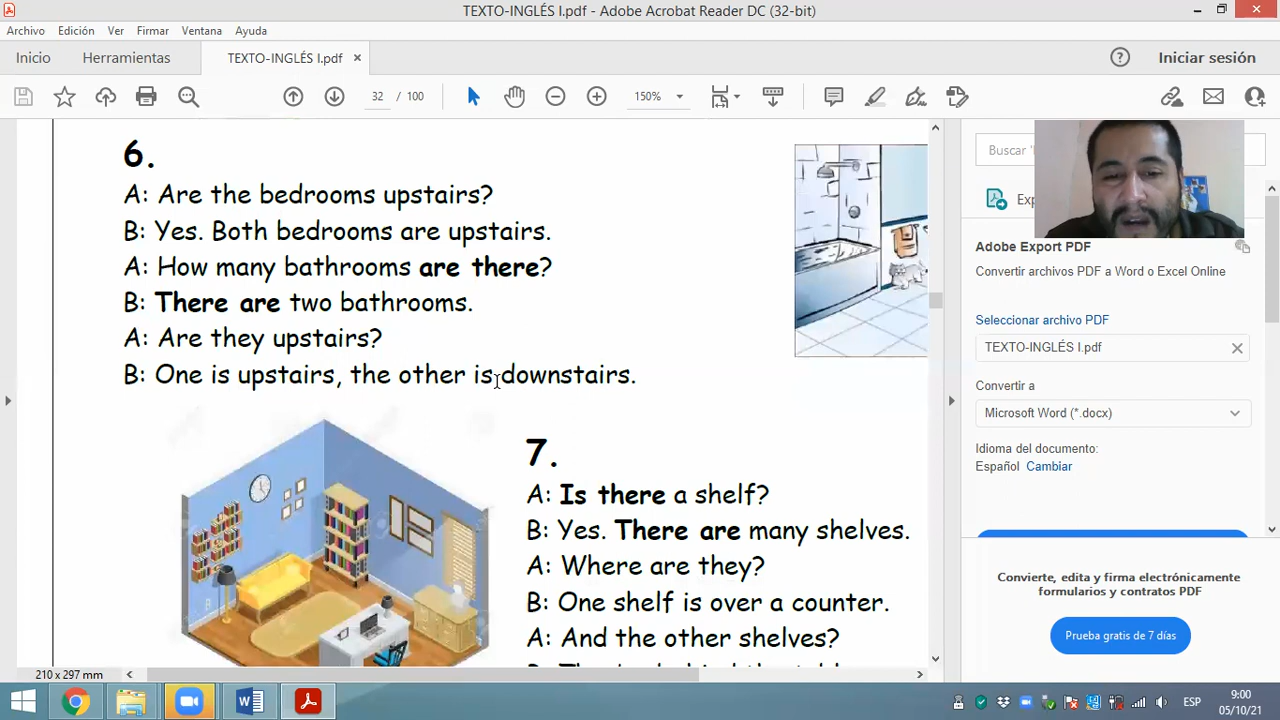 TEXTO-INGLÉS I.pdf - Adobe Acrobat Reader DC (32-bit)
Archivo Edición Ver Firmar Ventana Ayuda
Inicio Herramientas TEXTO-INGLÉS I.pdf Iniciar sesión
32 / 100 150%
6.
A: Are the bedrooms upstairs?
B: Yes. Both bedrooms are upstairs.
A: How many bathrooms are there?
B: There are two bathrooms.
A: Are they upstairs?
B: One is upstairs, the other is downstairs.
7.
A: Is there a shelf?
B: Yes. There are many shelves.
A: Where are they?
B: One shelf is over a counter.
A: And the other shelves?
Buscar
Adobe Export PDF
Convertir archivos PDF a Word o Excel Online
Seleccionar archivo PDF
TEXTO-INGLÉS I.pdf
Convertir a
Microsoft Word (*.docx)
Idioma del documento:
Español Cambiar
Convierte, edita y firma electrónicamente
formularios y contratos PDF
Prueba gratis de 7 días
210 x 297 mm
ESP
9:00
05/10/21